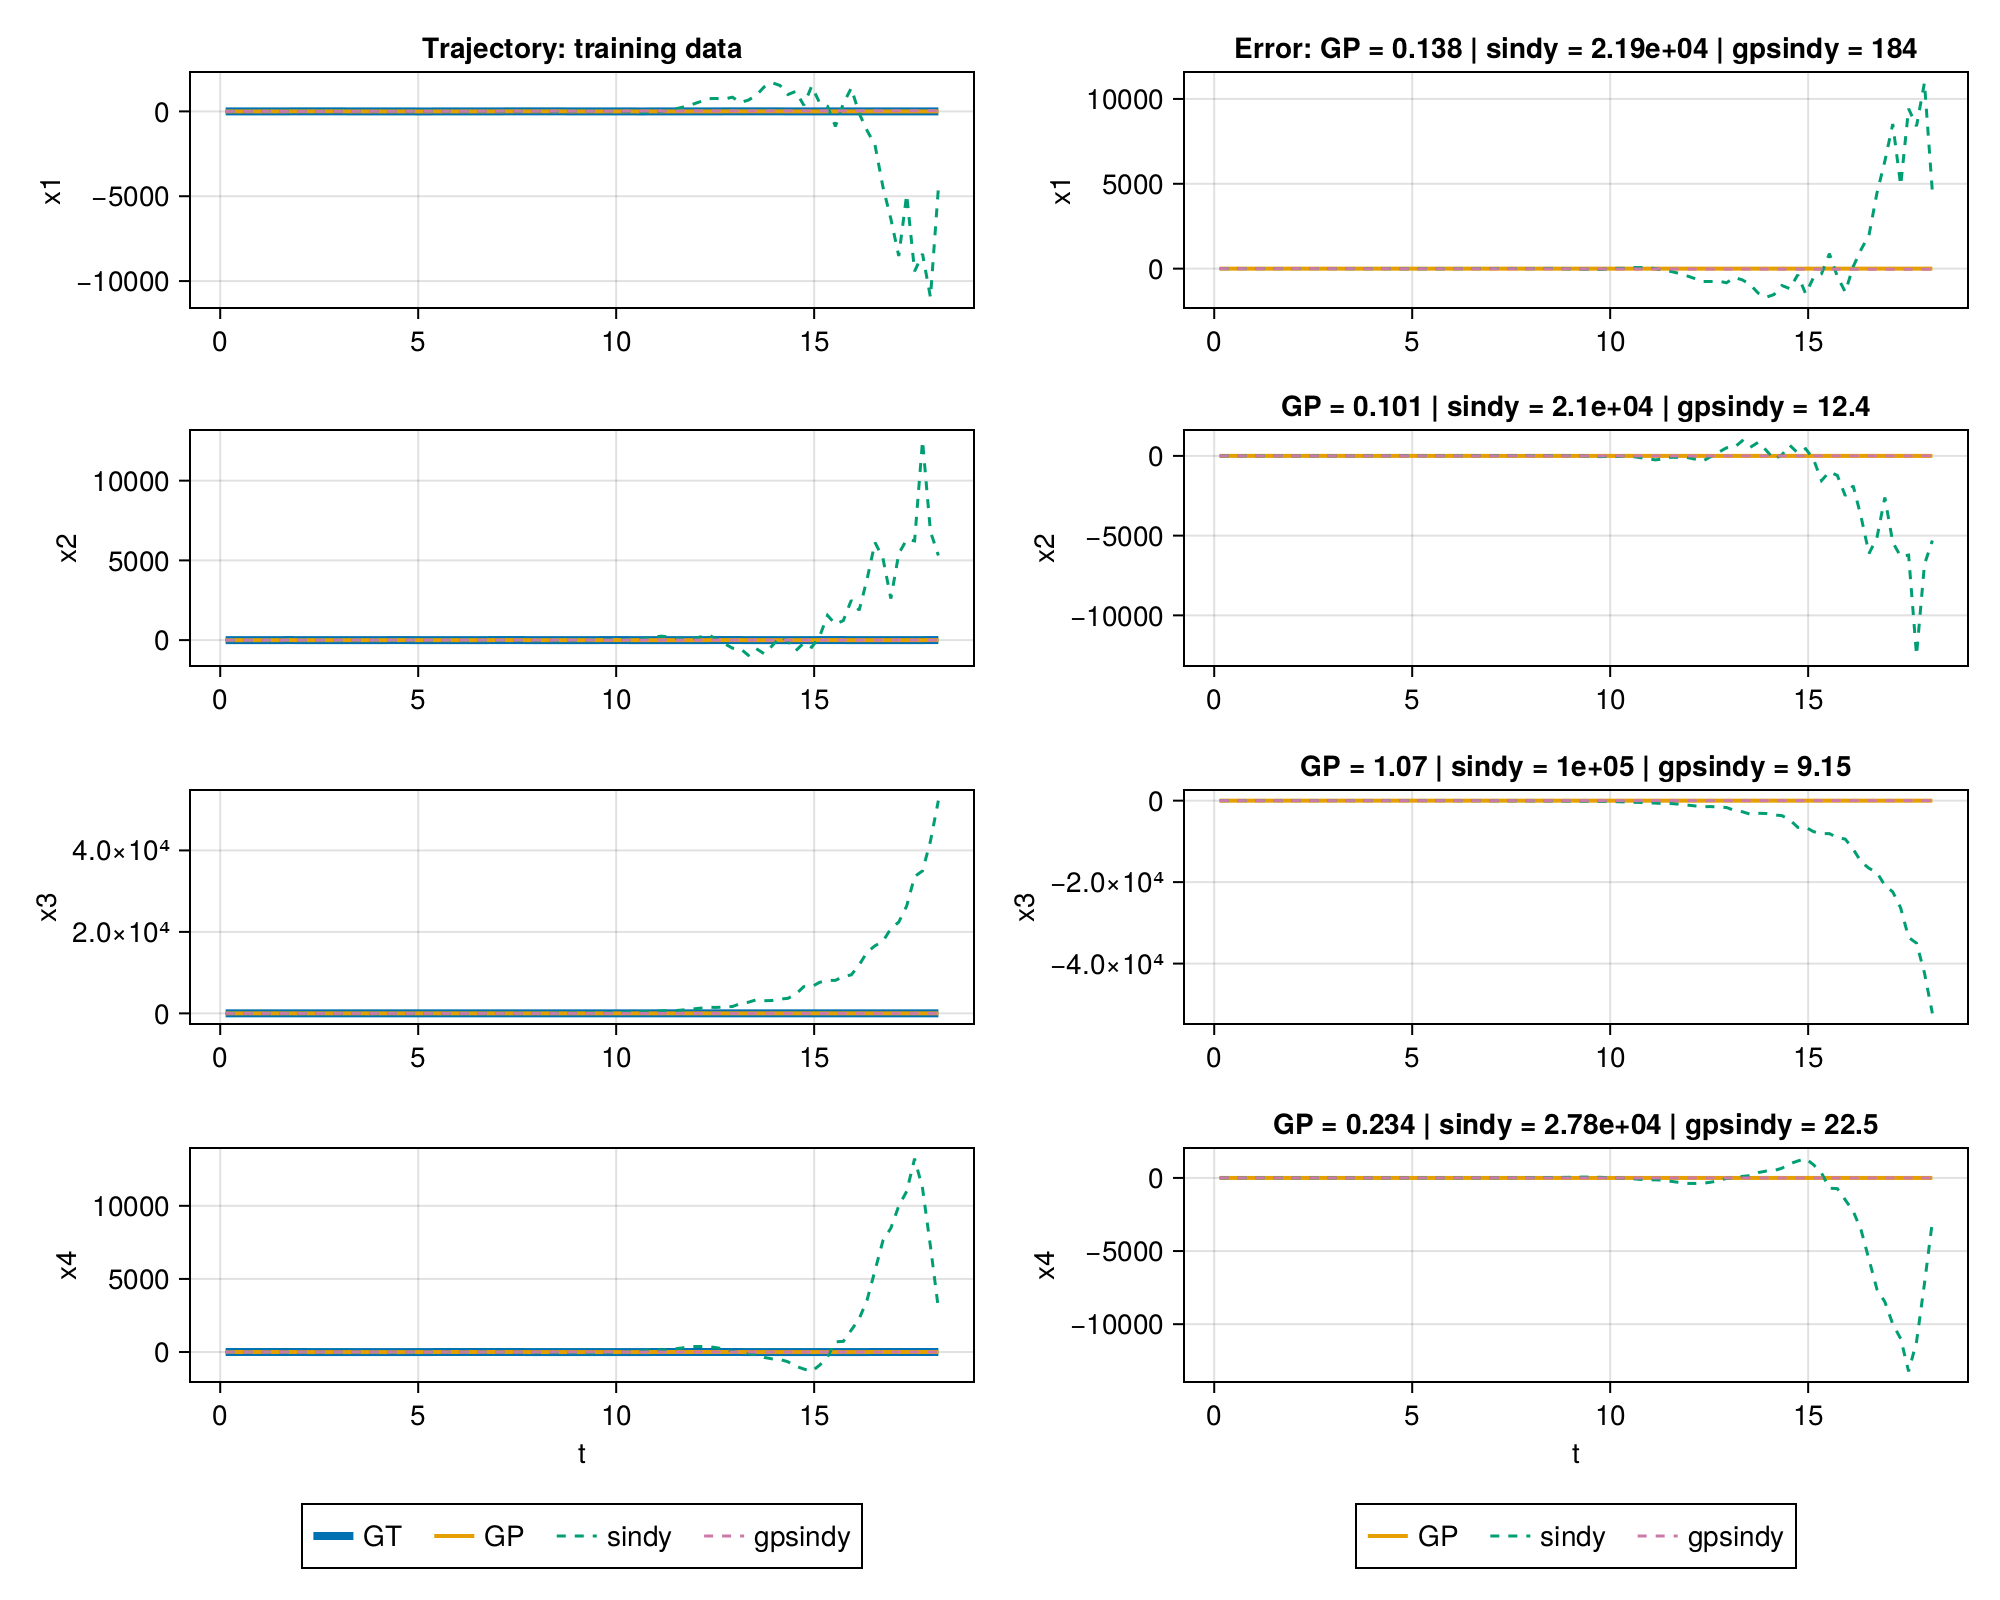 Trajectory: training data
0
−5000
−10000
x1
0 5 10 15
Error: GP = 0.138 | sindy = 2.19e+04 | gpsindy = 184
10000
5000
0
x1
0 5 10 15
10000
5000
0
x2
0 5 10 15
GP = 0.101 | sindy = 2.1e+04 | gpsindy = 12.4
0
−5000
−10000
x2
0 5 10 15
4.0×10⁴
2.0×10⁴
0
x3
0 5 10 15
GP = 1.07 | sindy = 1e+05 | gpsindy = 9.15
0
−2.0×10⁴
−4.0×10⁴
x3
0 5 10 15
10000
5000
0
x4
0 5 10 15
t
GP = 0.234 | sindy = 2.78e+04 | gpsindy = 22.5
0
−5000
−10000
x4
0 5 10 15
t
GT GP sindy gpsindy
GP sindy gpsindy